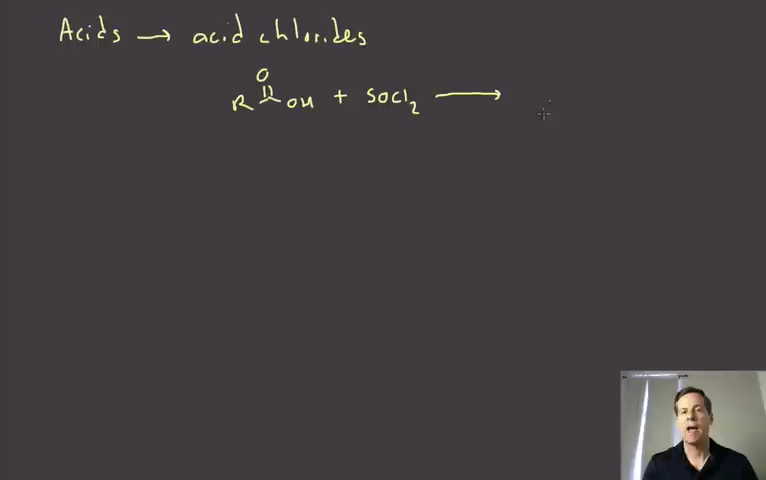 Acids → acid chlorides
O
R OH + SOCl₂ →